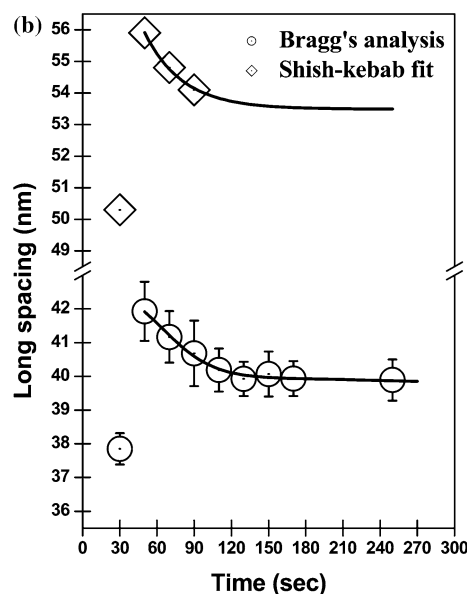 (b)
Bragg's analysis
Shish-kebab fit
56
55
54
53
52
51
50
49
42
41
40
39
38
37
36
Long spacing (nm)
0 30 60 90 120 150 180 210 240 270 300
Time (sec)